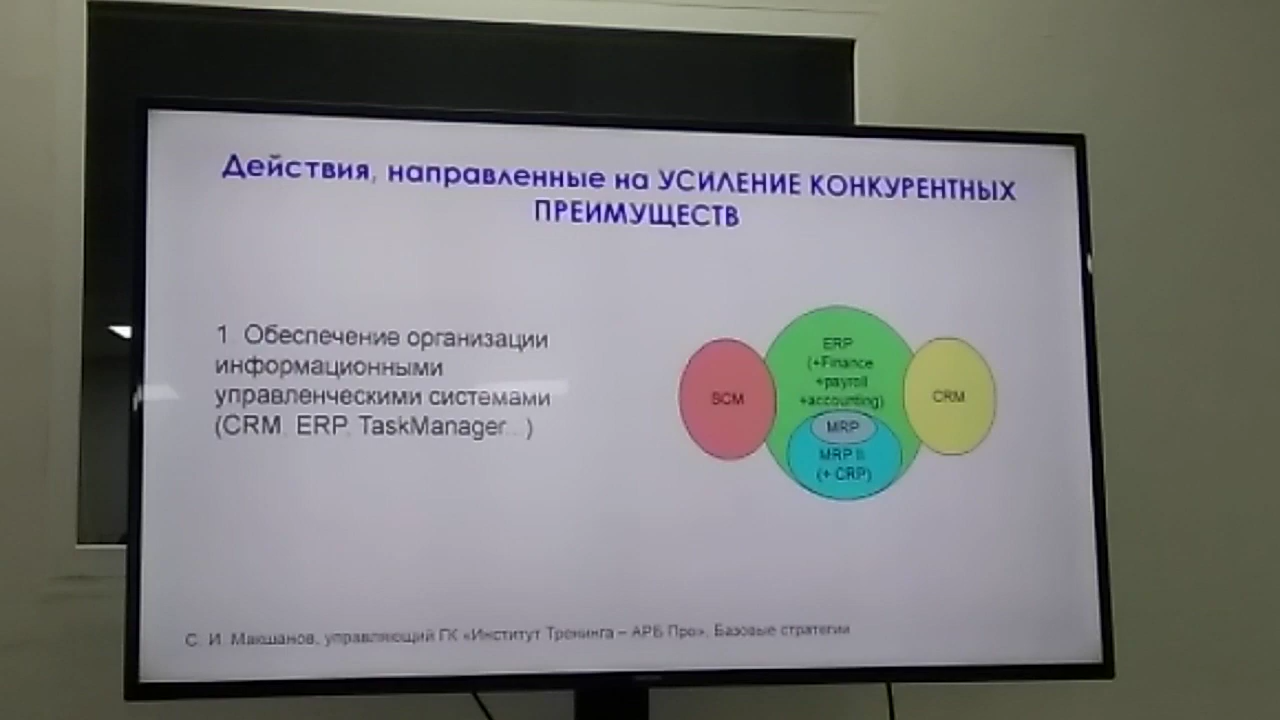 Действия, направленные на УСИЛЕНИЕ КОНКУРЕНТНЫХ
ПРЕИМУЩЕСТВ
1 Обеспечение организации
информационными
управленческими системами
(CRM, ERP, TaskManager...)
SCM
ERP
(+Finance
+payroll
+accounting)
MRP
MRP II
(+ CRP)
CRM
С. И. Макшанов, управляющий ГК «Институт Тренинга – АРБ Про», Базовые стратегии